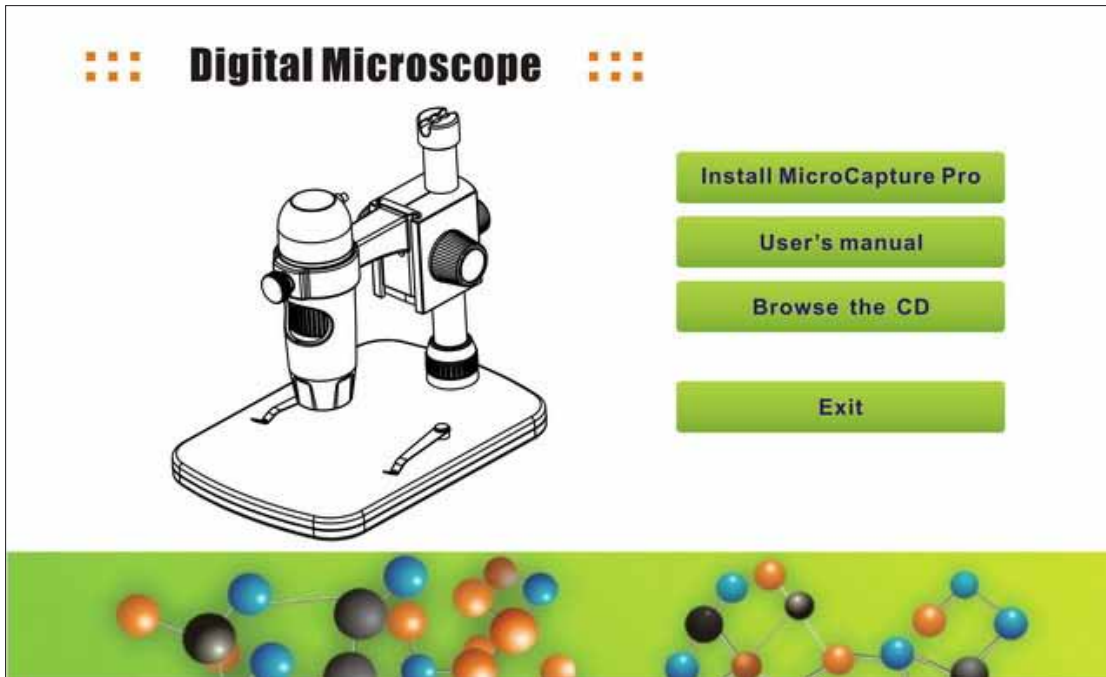 Digital Microscope
Install MicroCapture Pro
User's manual
Browse the CD
Exit